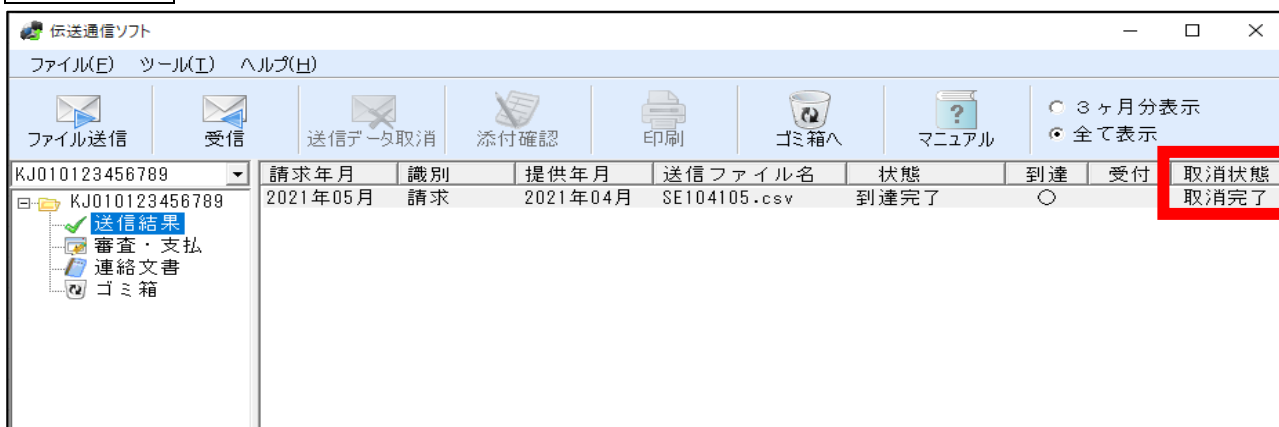 伝送通信ソフト
ファイル(F) ツール(T) ヘルプ(H)
ファイル送信 受信 送信データ取消 添付確認 印刷 ゴミ箱へ マニュアル
３ヶ月分表示
全て表示
KJ010123456789
請求年月 識別 提供年月 送信ファイル名 状態 到達 受付 取消状態
2021年05月 請求 2021年04月 SE104105.csv 到達完了 ○ 取消完了
KJ010123456789
送信結果
審査・支払
連絡文書
ゴミ箱